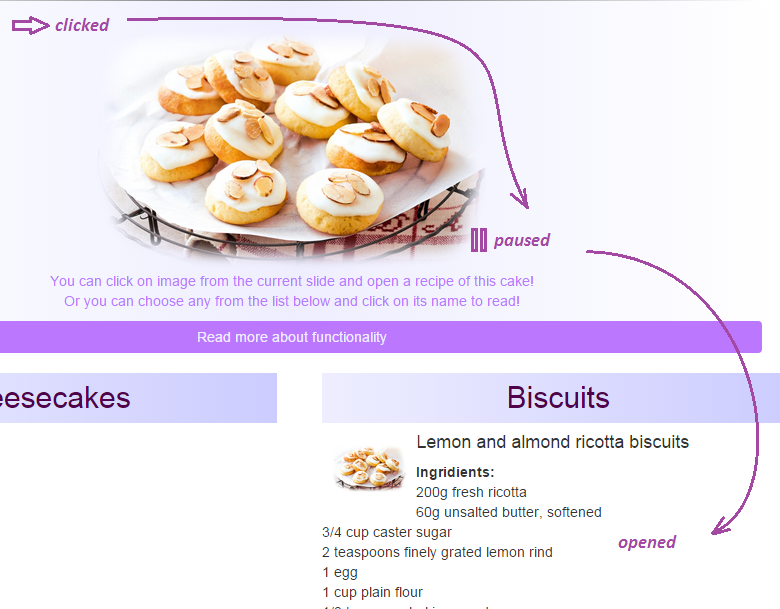 clicked
paused
You can click on image from the current slide and open a recipe of this cake!
Or you can choose any from the list below and click on its name to read!
Read more about functionality
eesecakes
Biscuits
Lemon and almond ricotta biscuits
Ingridients:
200g fresh ricotta
60g unsalted butter, softened
3/4 cup caster sugar
opened
2 teaspoons finely grated lemon rind
1 egg
1 cup plain flour